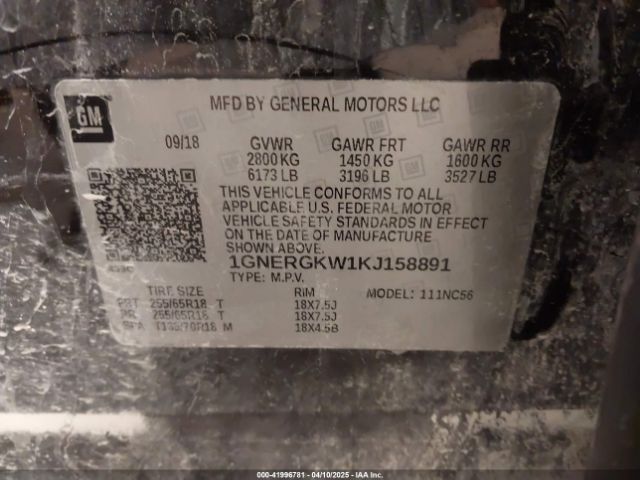 GM
MFD BY GENERAL MOTORS LLC
09/18 GVWR GAWR FRT GAWR RR
2800 KG 1450 KG 1600 KG
6173 LB 3196 LB 3527 LB
THIS VEHICLE CONFORMS TO ALL
APPLICABLE U.S. FEDERAL MOTOR
VEHICLE SAFETY STANDARDS IN EFFECT
ON THE DATE OF MANUFACTURE
SHOWN ABOVE.
1GNERGKW1KJ158891
TYPE: M.P.V.
TIRE SIZE RIM MODEL: 111NC56
FRT 255/65R18 T 18X7.5J
RR 255/65R18 T 18X7.5J
SPA T135/70R18 M 18X4.5B
000-41996781 - 04/10/2025 - IAA Inc.